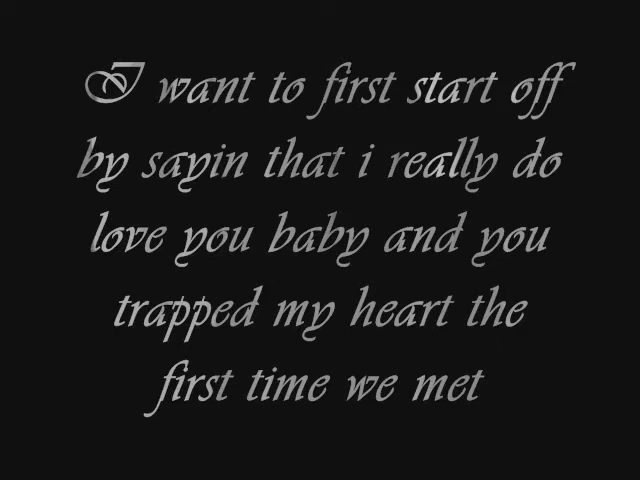 I want to first start off
by sayin that i really do
love you baby and you
trapped my heart the
first time we met